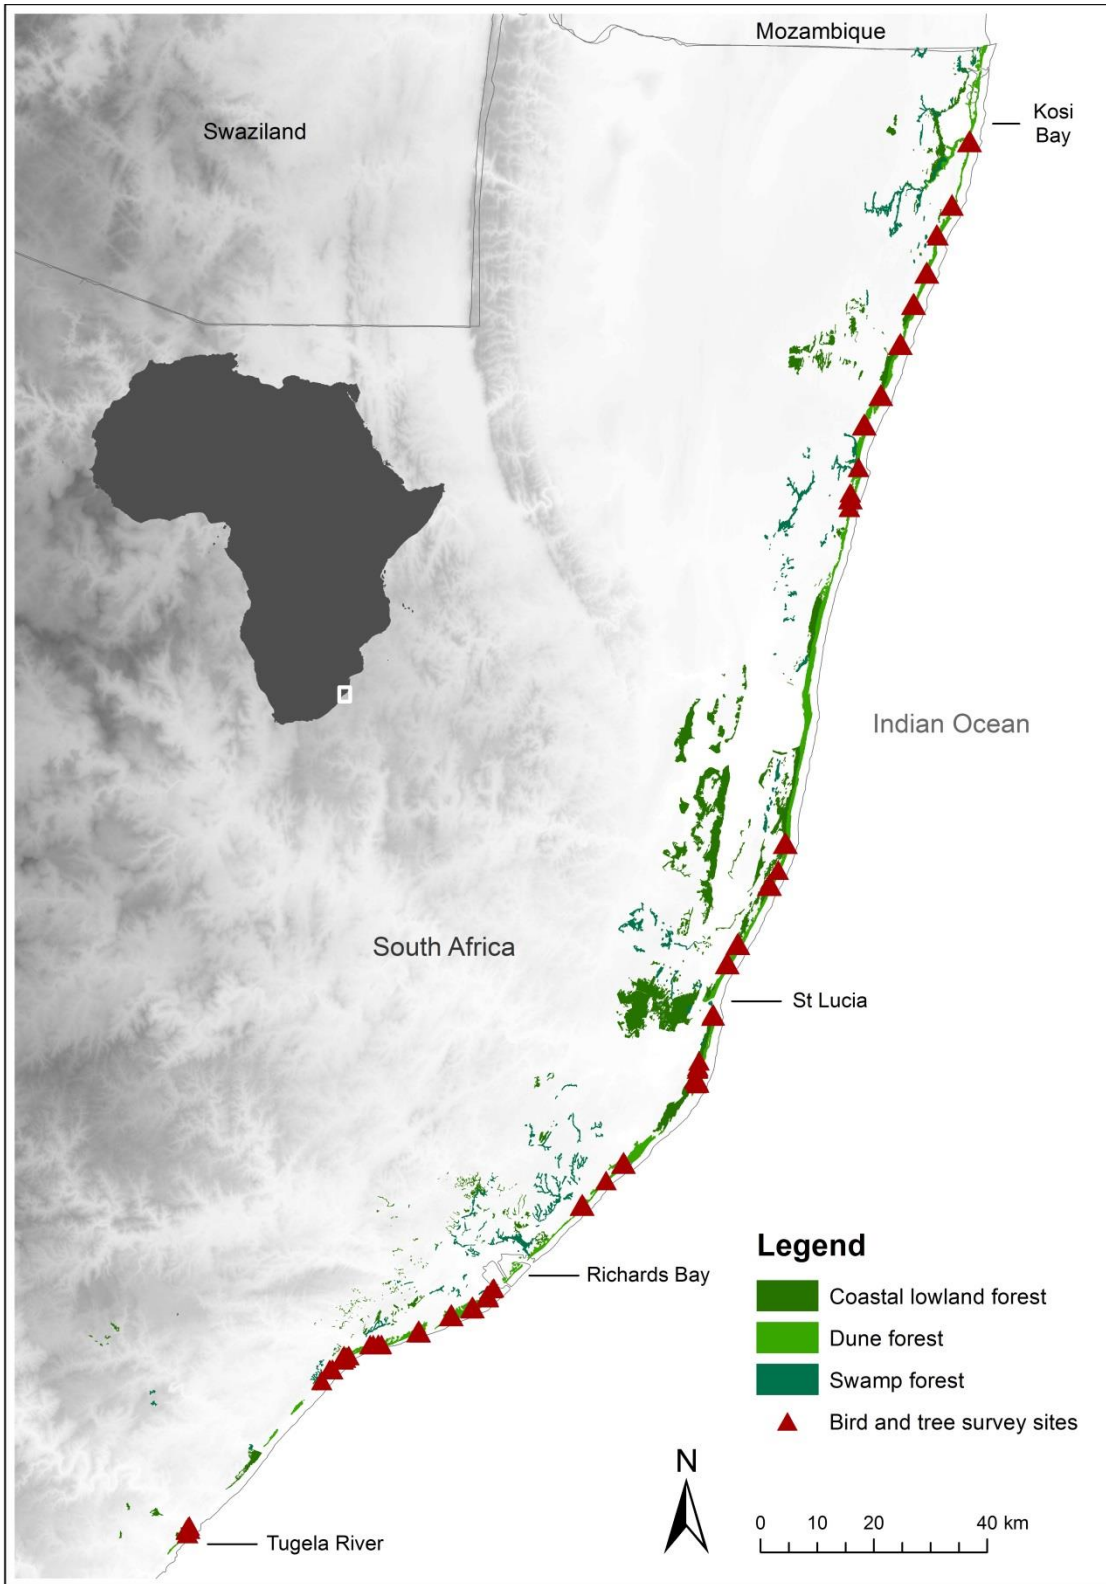 Mozambique
Kosi
Bay
Swaziland
Indian Ocean
South Africa
St Lucia
Richards Bay
Tugela River
Legend
Coastal lowland forest
Dune forest
Swamp forest
Bird and tree survey sites
N
0 10 20 40 km